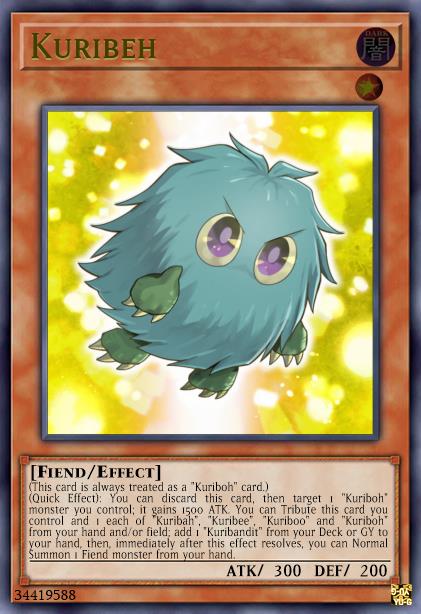 KURIBEH
DARK
闇
[FIEND/EFFECT]
(This card is always treated as a "Kuriboh" card.)
(Quick Effect): You can discard this card, then target 1 "Kuriboh"
monster you control; it gains 1500 ATK. You can Tribute this card you
control and 1 each of "Kuribah", "Kuribee", "Kuriboo" and "Kuriboh"
from your hand and/or field; add 1 "Kuribandit" from your Deck or GY to
your hand, then, immediately after this effect resolves, you can Normal
Summon 1 Fiend monster from your hand.
ATK/ 300 DEF/ 200
34419588